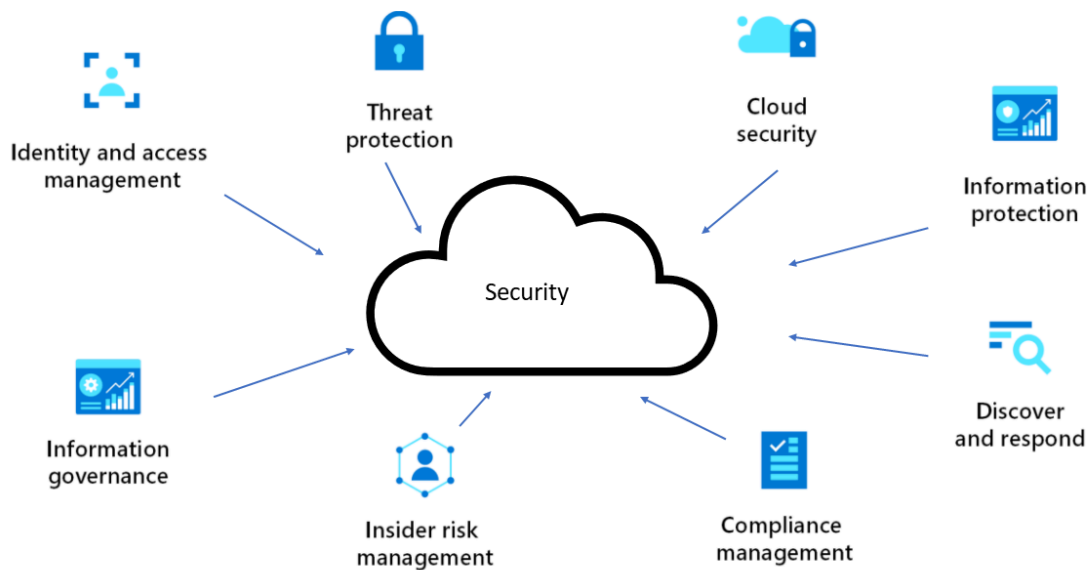 Threat
protection
Cloud
security
Identity and access
management
Information
protection
Security
Information
governance
Discover
and respond
Insider risk
management
Compliance
management